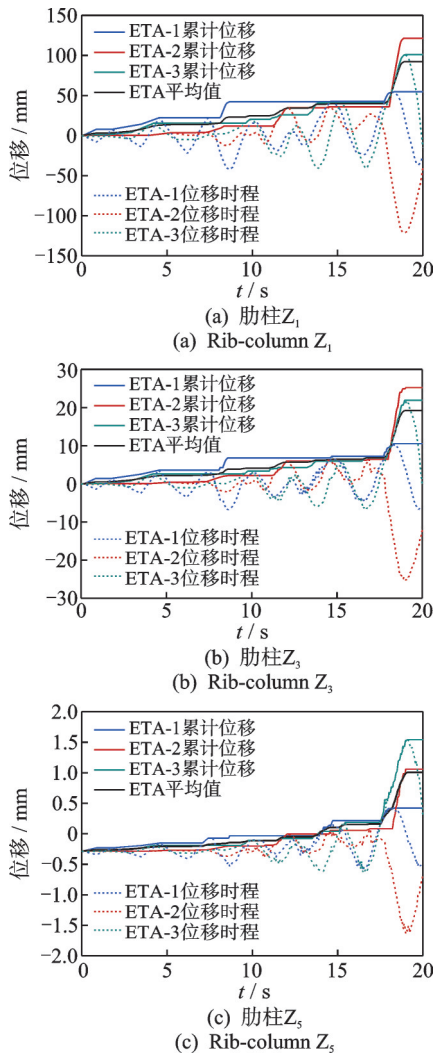 150
100
50
0
−50
−100
−150
位移 / mm
ETA-1累计位移
ETA-2累计位移
ETA-3累计位移
ETA平均值
ETA-1位移时程
ETA-2位移时程
ETA-3位移时程
0 5 10 15 20
t / s
(a) 肋柱Z₁
(a) Rib-column Z₁
30
20
10
0
−10
−20
−30
位移 / mm
ETA-1累计位移
ETA-2累计位移
ETA-3累计位移
ETA平均值
ETA-1位移时程
ETA-2位移时程
ETA-3位移时程
0 5 10 15 20
t / s
(b) 肋柱Z₃
(b) Rib-column Z₃
2.0
1.5
1.0
0.5
0
−0.5
−1.0
−1.5
−2.0
位移 / mm
ETA-1累计位移
ETA-2累计位移
ETA-3累计位移
ETA平均值
ETA-1位移时程
ETA-2位移时程
ETA-3位移时程
0 5 10 15 20
t / s
(c) 肋柱Z₅
(c) Rib-column Z₅